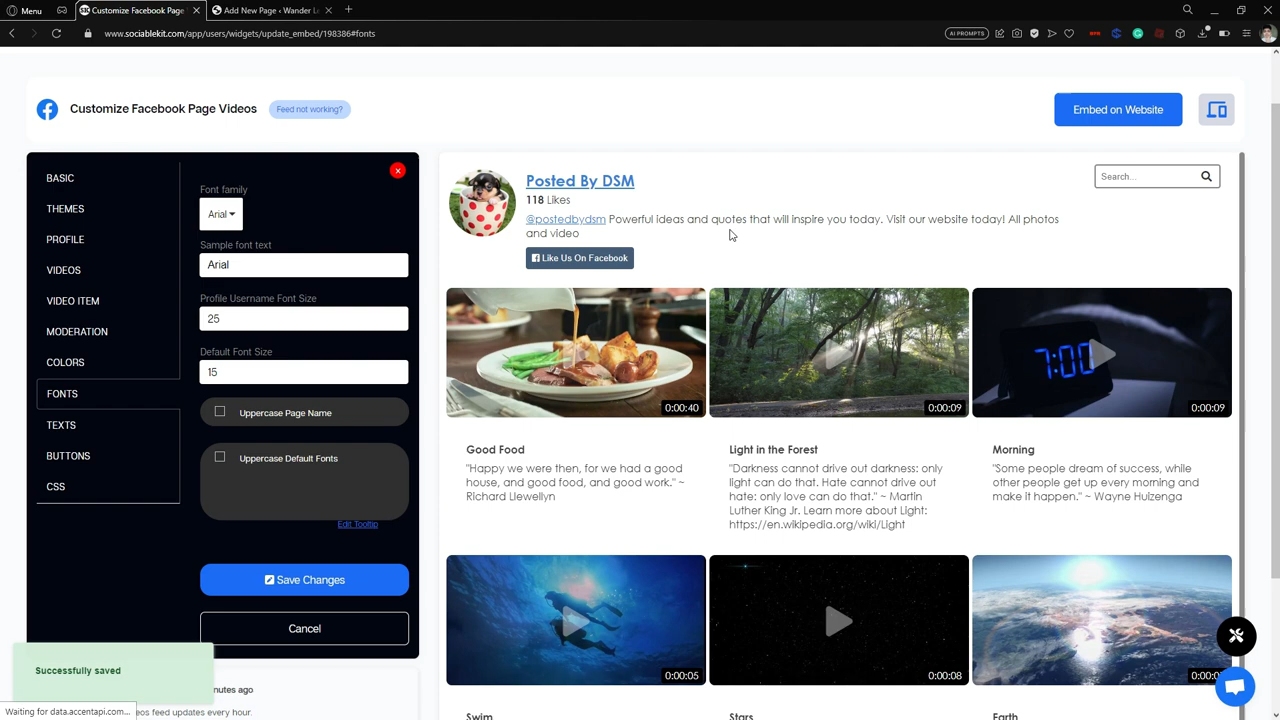 Menu
Customize Facebook Page
Add New Page ‹ Wander L
www.sociablekit.com/app/users/widgets/update_embed/198386#fonts
AI PROMPTS
Customize Facebook Page Videos
Feed not working?
Embed on Website
BASIC
THEMES
PROFILE
VIDEOS
VIDEO ITEM
MODERATION
COLORS
FONTS
TEXTS
BUTTONS
CSS
x
Font family
Arial
Sample font text
Arial
Profile Username Font Size
25
Default Font Size
15
Uppercase Page Name
Uppercase Default Fonts
Edit Tooltip
Save Changes
Cancel
Successfully saved
nutes ago
eos feed updates every hour.
Waiting for data.accentapi.com...
Posted By DSM
118 Likes
@postedbydsm Powerful ideas and quotes that will inspire you today. Visit our website today! All photos
and video
Like Us On Facebook
Search...
0:00:40
0:00:09
7:00
0:00:09
Good Food
"Happy we were then, for we had a good
house, and good food, and good work." ~
Richard Llewellyn
Light in the Forest
"Darkness cannot drive out darkness: only
light can do that. Hate cannot drive out
hate: only love can do that." ~ Martin
Luther King Jr. Learn more about Light:
https://en.wikipedia.org/wiki/Light
Morning
"Some people dream of success, while
other people get up every morning and
make it happen." ~ Wayne Huizenga
0:00:05
0:00:08
Swim
Stars
Earth